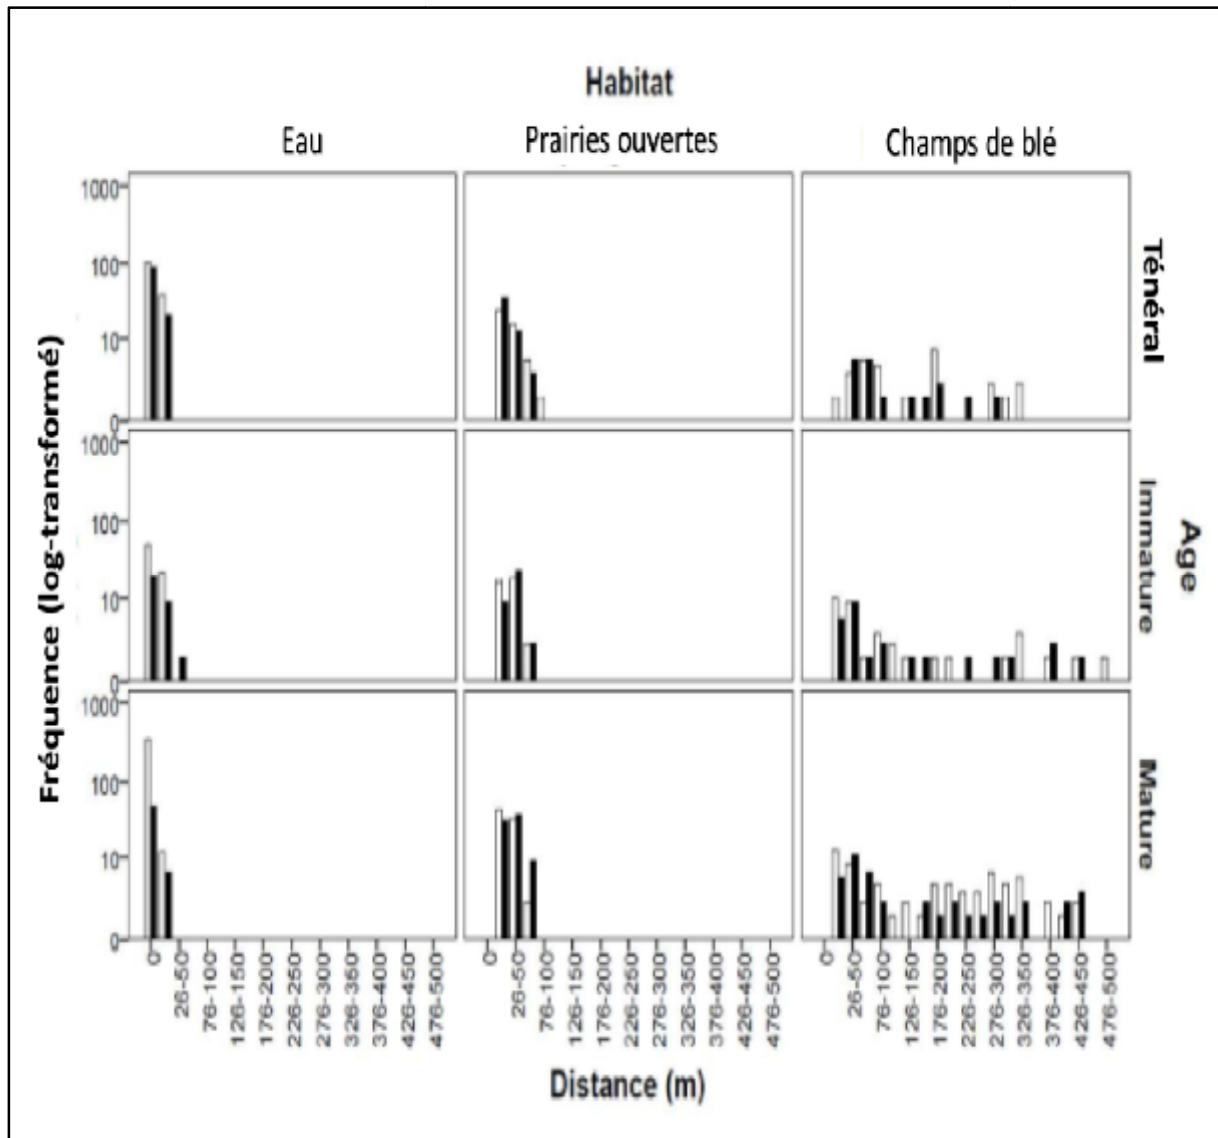 Habitat
Eau Prairies ouvertes Champs de blé
1000
100
10
0
Ténéral
1000
100
10
0
Immature
1000
100
10
0
Mature
Fréquence (log-transformé)
Age
0 26-50 76-100 126-150 176-200 226-250 276-300 326-350 376-400 426-450 476-500
0 26-50 76-100 126-150 176-200 226-250 276-300 326-350 376-400 426-450 476-500
0 26-50 76-100 126-150 176-200 226-250 276-300 326-350 376-400 426-450 476-500
Distance (m)